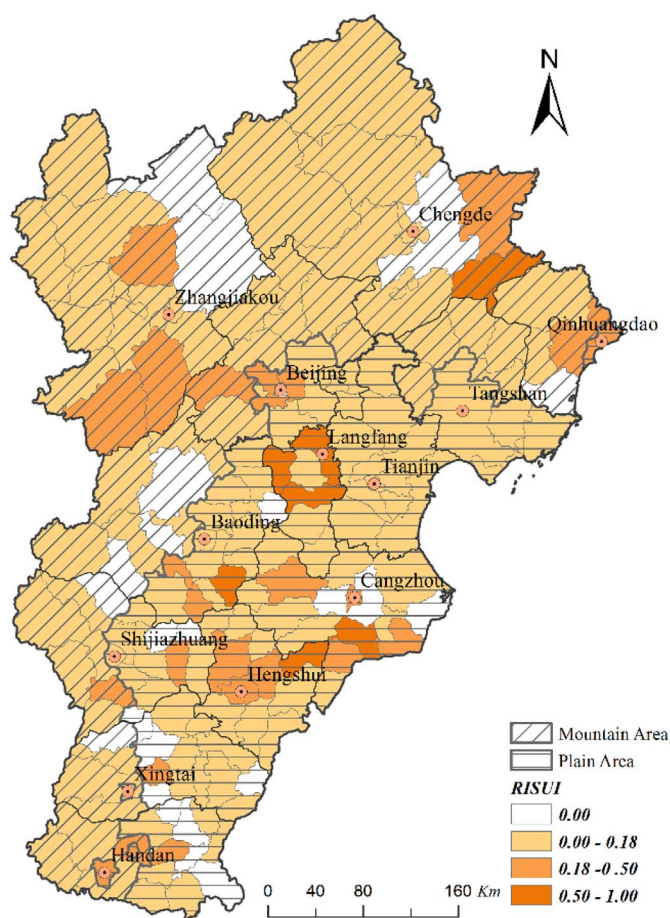 N
Chengde
Zhangjiakou
Qinhuangdao
Beijing
Tangshan
Langfang
Tianjin
Baoding
Cangzhou
Shijiazhuang
Hengshui
Xingtai
Handan
Mountain Area
Plain Area
RISUI
0.00
0.00 - 0.18
0.18 -0.50
0.50 - 1.00
0 40 80 160 Km